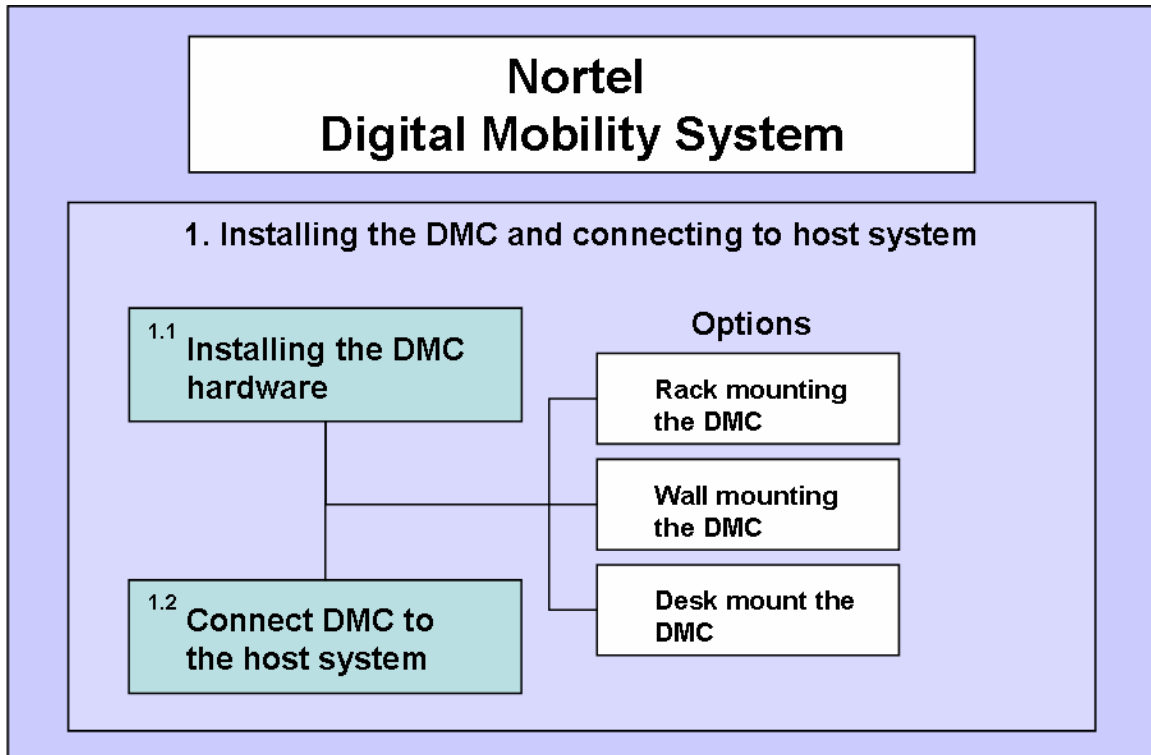 Nortel
Digital Mobility System
1. Installing the DMC and connecting to host system
1.1
Installing the DMC
hardware
Options
Rack mounting
the DMC
Wall mounting
the DMC
Desk mount the
DMC
1.2
Connect DMC to
the host system